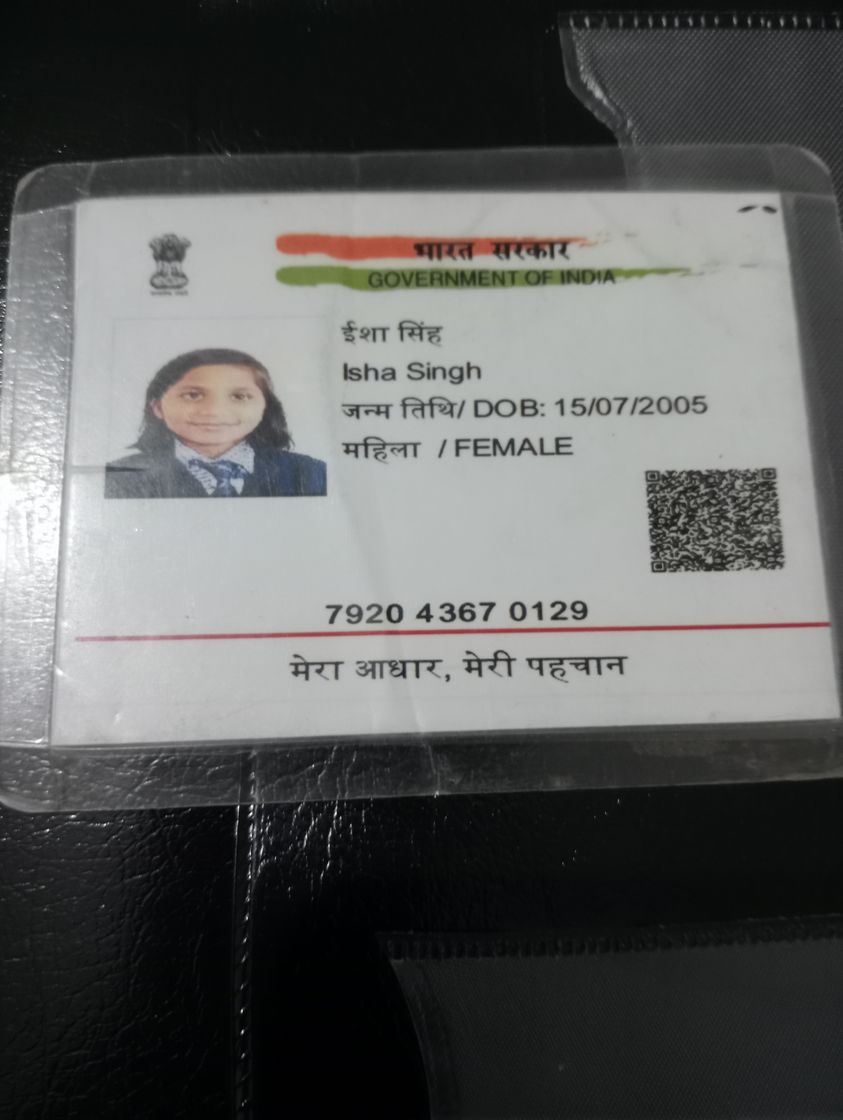 भारत सरकार
GOVERNMENT OF INDIA
ईशा सिंह
Isha Singh
जन्म तिथि/ DOB: 15/07/2005
महिला / FEMALE
7920 4367 0129
मेरा आधार, मेरी पहचान